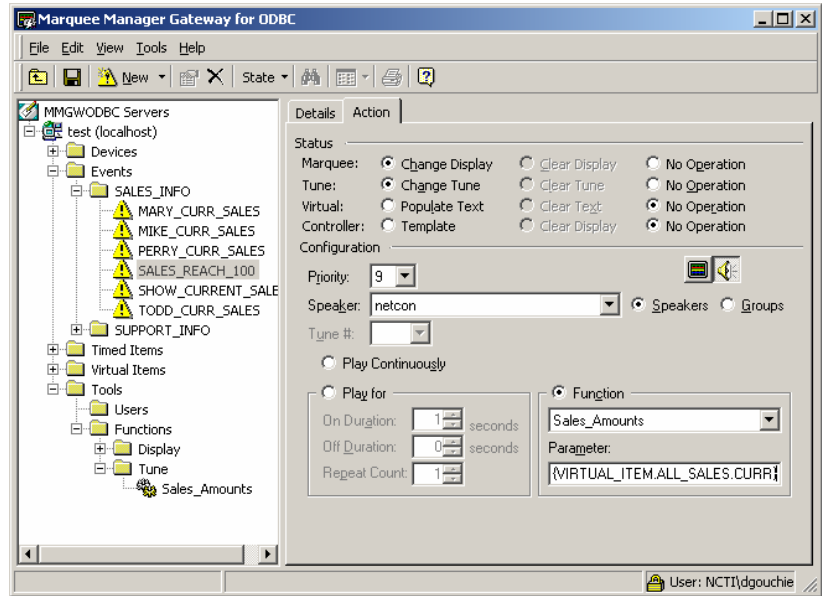 Marquee Manager Gateway for ODBC
File Edit View Tools Help
New State
MMGWODBC Servers
test (localhost)
Devices
Events
SALES_INFO
MARY_CURR_SALES
MIKE_CURR_SALES
PERRY_CURR_SALES
SALES_REACH_100
SHOW_CURRENT_SALE
TODD_CURR_SALES
SUPPORT_INFO
Timed Items
Virtual Items
Tools
Users
Functions
Display
Tune
Sales_Amounts
Details Action
Status
Marquee: Change Display Clear Display No Operation
Tune: Change Tune Clear Tune No Operation
Virtual: Populate Text Clear Text No Operation
Controller: Template Clear Display No Operation
Configuration
Priority: 9
Speaker: netcon Speakers Groups
Tune #:
Play Continuously
Play for
On Duration: 1 seconds
Off Duration: 0 seconds
Repeat Count: 1
Function
Sales_Amounts
Parameter:
{VIRTUAL_ITEM.ALL_SALES.CURR}
User: NCTI\dgouchie